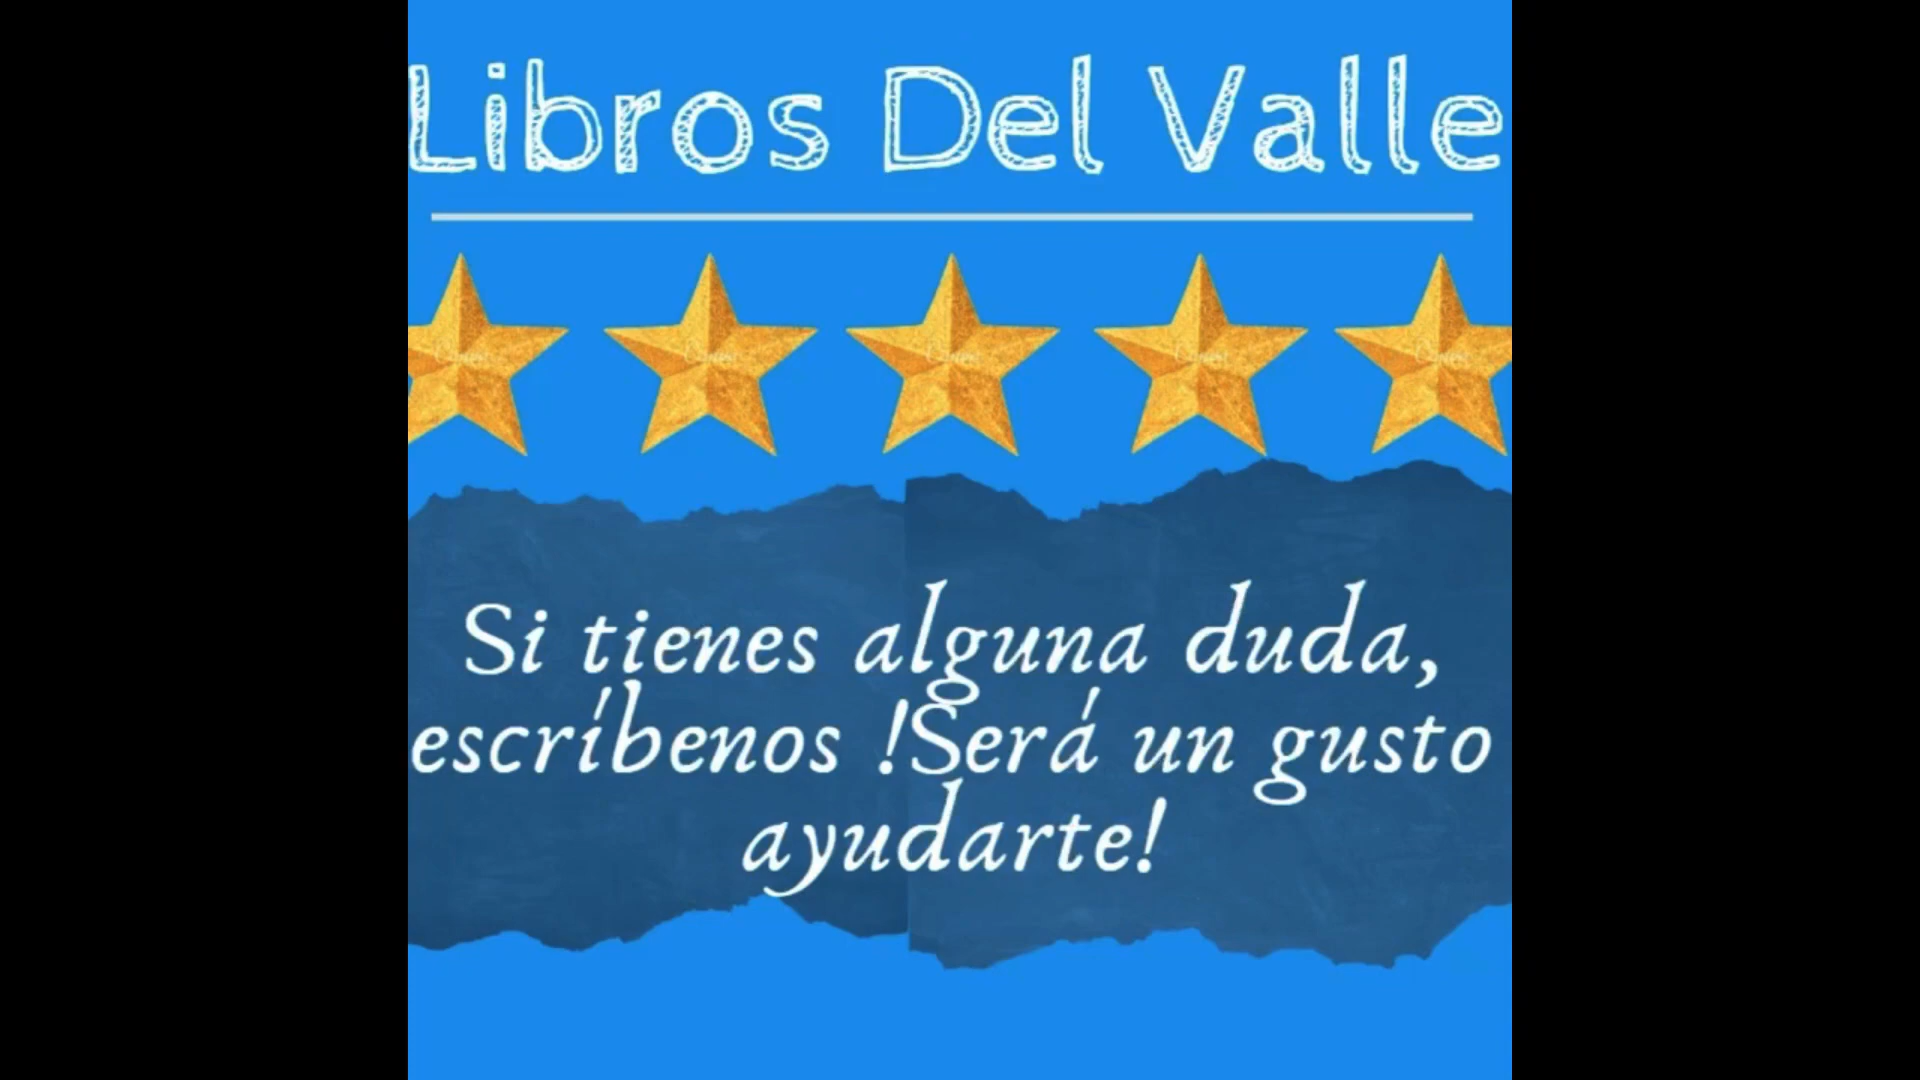 Libros Del Valle
Si tienes alguna duda,
escríbenos !Será un gusto
ayudarte!